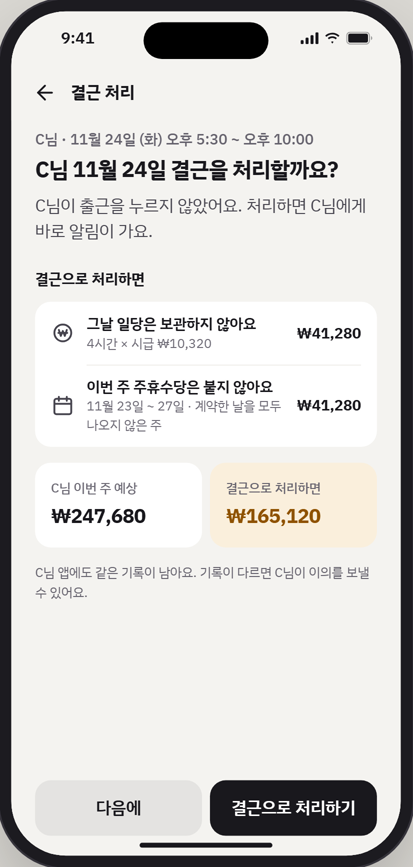 9:41
결근 처리
C님 · 11월 24일 (화) 오후 5:30 ~ 오후 10:00
C님 11월 24일 결근을 처리할까요?
C님이 출근을 누르지 않았어요. 처리하면 C님에게
바로 알림이 가요.
결근으로 처리하면
그날 일당은 보관하지 않아요
4시간 × 시급 ₩10,320
₩41,280
이번 주 주휴수당은 붙지 않아요
11월 23일 ~ 27일 · 계약한 날을 모두
나오지 않은 주
₩41,280
C님 이번 주 예상
₩247,680
결근으로 처리하면
₩165,120
C님 앱에도 같은 기록이 남아요. 기록이 다르면 C님이 이의를 보낼
수 있어요.
다음에
결근으로 처리하기